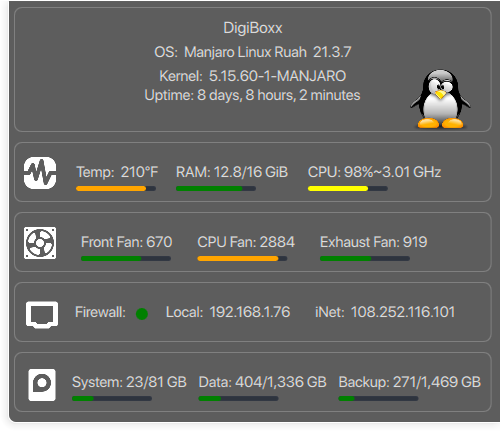 DigiBoxx
OS: Manjaro Linux Ruah 21.3.7
Kernel: 5.15.60-1-MANJARO
Uptime: 8 days, 8 hours, 2 minutes
Temp: 210°F RAM: 12.8/16 GiB CPU: 98%~3.01 GHz
Front Fan: 670 CPU Fan: 2884 Exhaust Fan: 919
Firewall: Local: 192.168.1.76 iNet: 108.252.116.101
System: 23/81 GB Data: 404/1,336 GB Backup: 271/1,469 GB